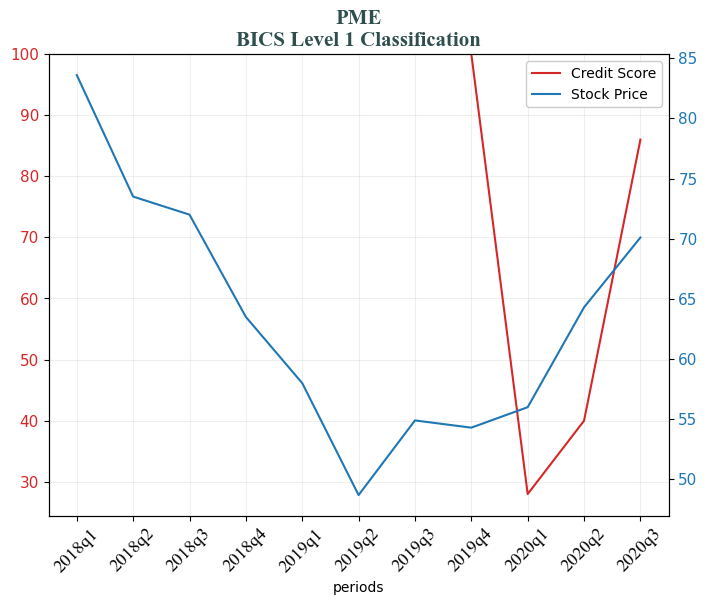 PME
BICS Level 1 Classification
Credit Score
Stock Price
100
90
80
70
60
50
40
30
85
80
75
70
65
60
55
50
2018q1
2018q2
2018q3
2018q4
2019q1
2019q2
2019q3
2019q4
2020q1
2020q2
2020q3
periods